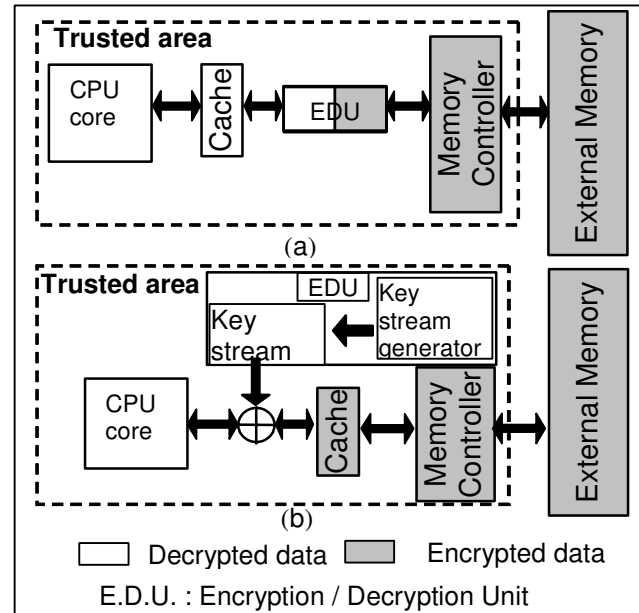 Trusted area
CPU
core
Cache
EDU
Memory
Controller
External Memory
(a)
Trusted area
EDU
Key
stream
Key
stream
generator
CPU
core
Cache
Memory
Controller
External Memory
(b)
Decrypted data
Encrypted data
E.D.U. : Encryption / Decryption Unit